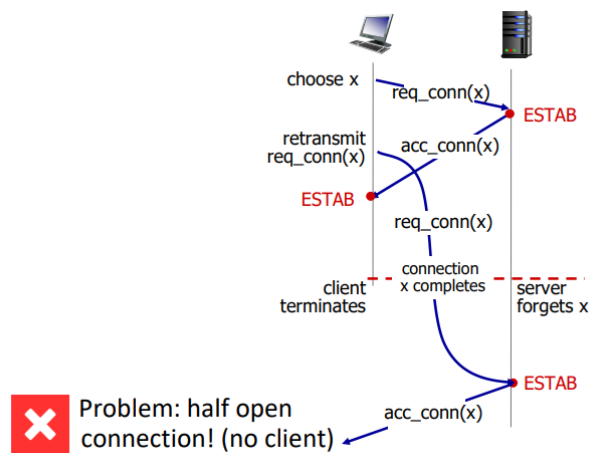 choose x
req_conn(x)
ESTAB
retransmit
req_conn(x)
acc_conn(x)
ESTAB
req_conn(x)
client
terminates
connection
x completes
server
forgets x
ESTAB
acc_conn(x)
Problem: half open
connection! (no client)